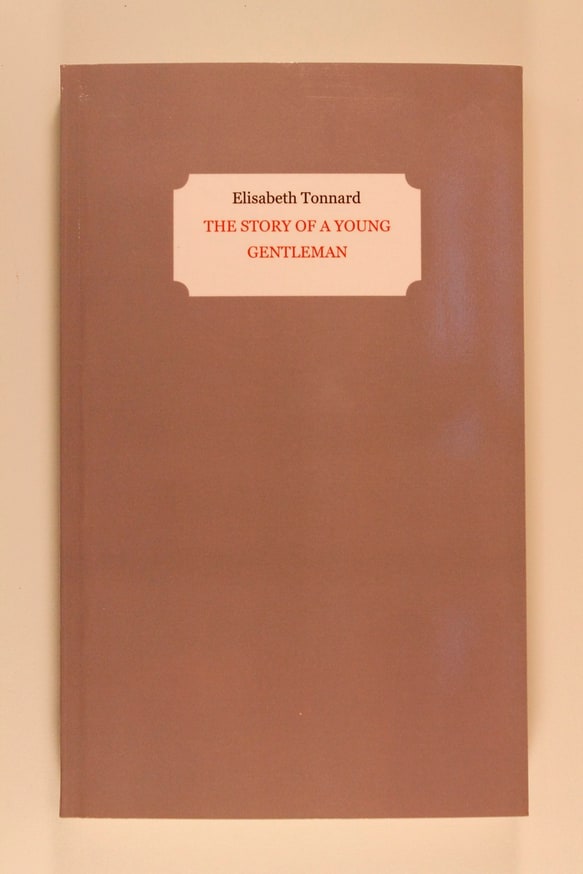 Elisabeth Tonnard
THE STORY OF A YOUNG
GENTLEMAN